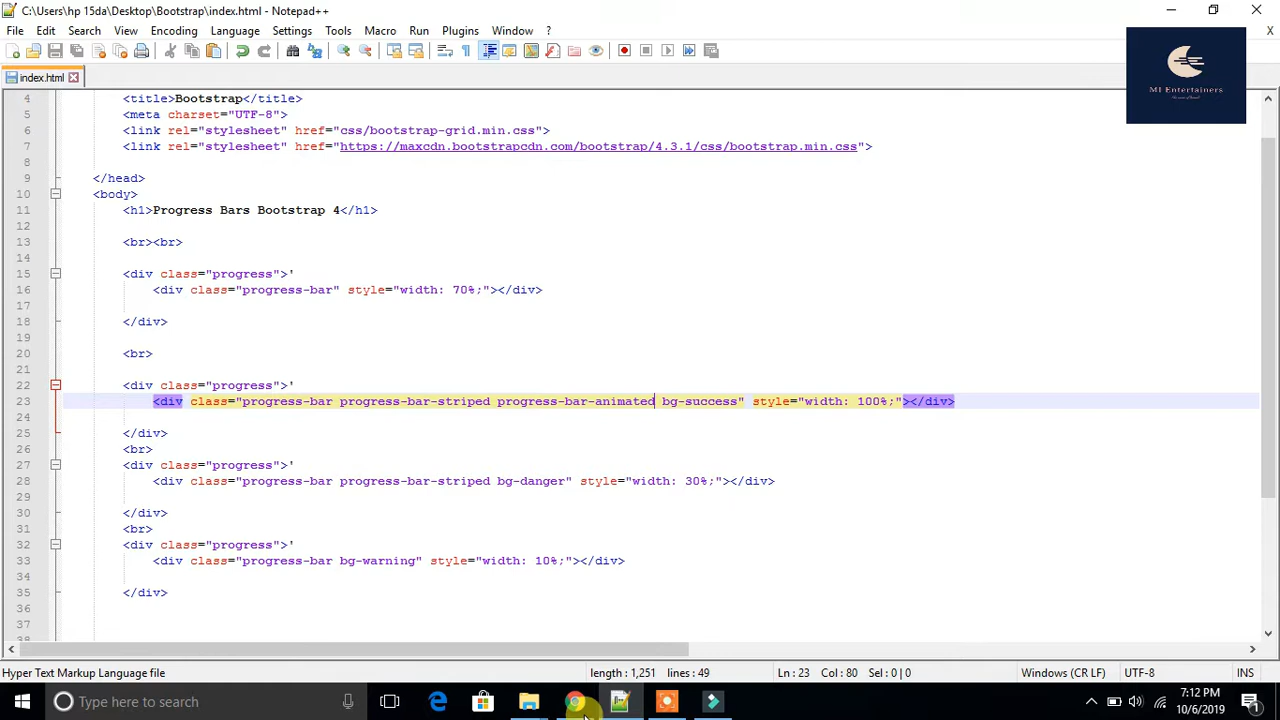 C:\Users\hp 15da\Desktop\Bootstrap\index.html - Notepad++
File Edit Search View Encoding Language Settings Tools Macro Run Plugins Window ? X
MI Entertainers
index.html
4 <title>Bootstrap</title>
5 <meta charset="UTF-8">
6 <link rel="stylesheet" href="css/bootstrap-grid.min.css">
7 <link rel="stylesheet" href="https://maxcdn.bootstrapcdn.com/bootstrap/4.3.1/css/bootstrap.min.css">
8
9 </head>
10 <body>
11 <h1>Progress Bars Bootstrap 4</h1>
12
13 <br><br>
14
15 <div class="progress">'
16 <div class="progress-bar" style="width: 70%;"></div>
17
18 </div>
19
20 <br>
21
22 <div class="progress">'
23 <div class="progress-bar progress-bar-striped progress-bar-animated bg-success" style="width: 100%;"></div>
24
25 </div>
26 <br>
27 <div class="progress">'
28 <div class="progress-bar progress-bar-striped bg-danger" style="width: 30%;"></div>
29
30 </div>
31 <br>
32 <div class="progress">'
33 <div class="progress-bar bg-warning" style="width: 10%;"></div>
34
35 </div>
36
37
38
Hyper Text Markup Language file length : 1,251 lines : 49 Ln : 23 Col : 80 Sel : 0 | 0 Windows (CR LF) UTF-8 INS
Type here to search
7:12 PM
10/6/2019
1